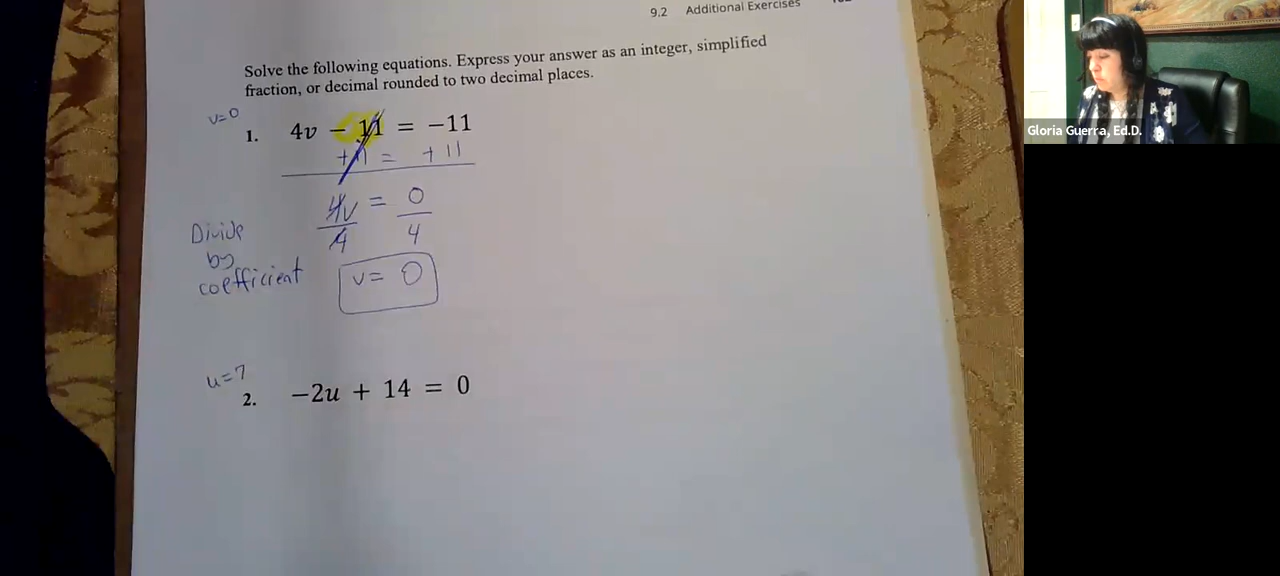 9.2 Additional Exercises
Solve the following equations. Express your answer as an integer, simplified
fraction, or decimal rounded to two decimal places.
v=0
1. 4v − 11 = −11
+11 = +11
4v = 0
4 4
Divide
by
coefficient
v= 0
u=7
2. −2u + 14 = 0
Gloria Guerra, Ed.D.